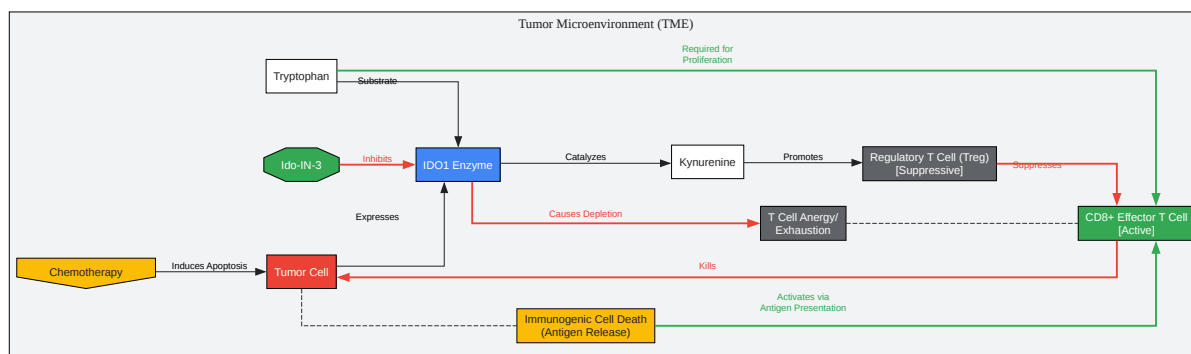 Tumor Microenvironment (TME)
Required for
Proliferation
Tryptophan
Substrate
Ido-IN-3
Inhibits
IDO1 Enzyme
Catalyzes
Kynurenine
Promotes
Regulatory T Cell (Treg)
[Suppressive]
Suppresses
Expresses
Causes Depletion
T Cell Anergy/
Exhaustion
CD8+ Effector T Cell
[Active]
Chemotherapy
Induces Apoptosis
Tumor Cell
Kills
Activates via
Antigen Presentation
Immunogenic Cell Death
(Antigen Release)